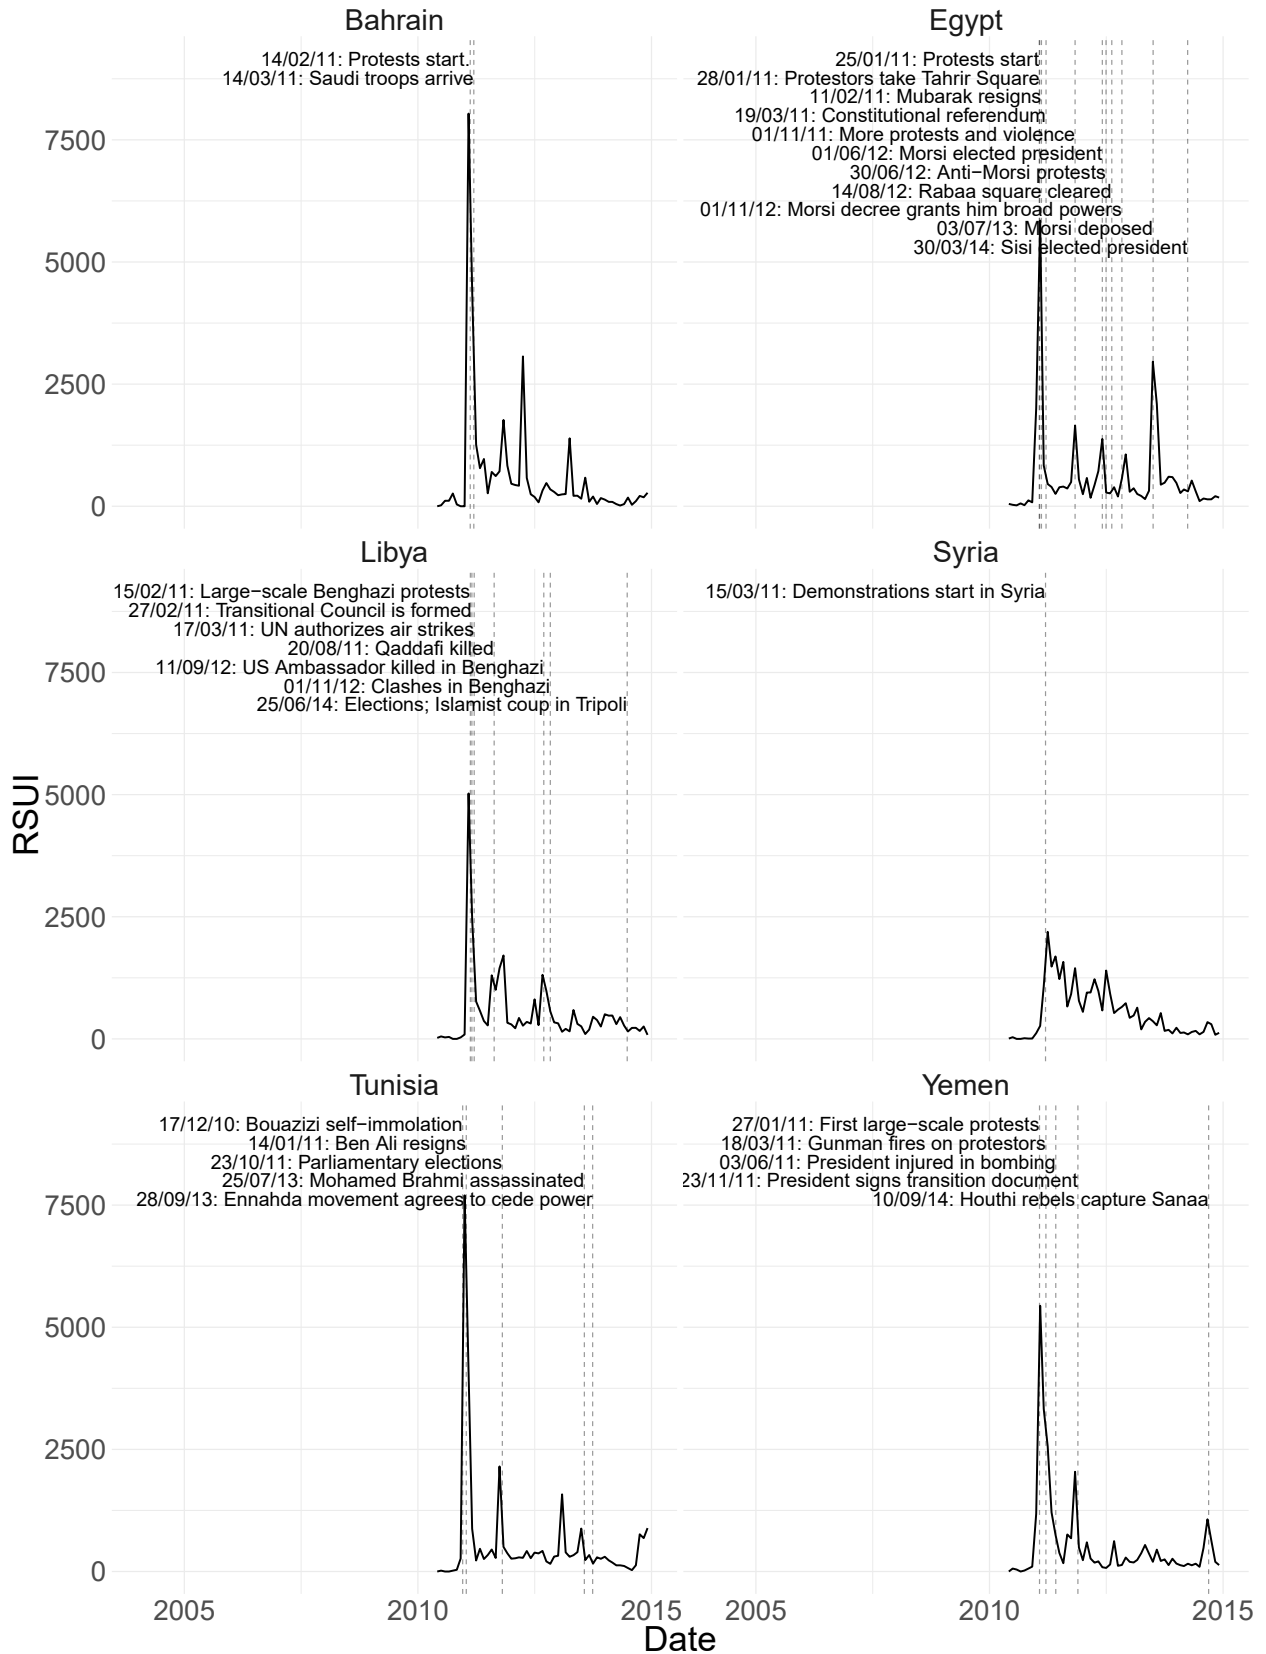 Bahrain
14/02/11: Protests start.
14/03/11: Saudi troops arrive
7500
5000
2500
0
Egypt
25/01/11: Protests start
28/01/11: Protestors take Tahrir Square
11/02/11: Mubarak resigns
19/03/11: Constitutional referendum
01/11/11: More protests and violence
01/06/12: Morsi elected president
30/06/12: Anti−Morsi protests
14/08/12: Rabaa square cleared
01/11/12: Morsi decree grants him broad powers
03/07/13: Morsi deposed
30/03/14: Sisi elected president
Libya
15/02/11: Large−scale Benghazi protests
27/02/11: Transitional Council is formed
17/03/11: UN authorizes air strikes
20/08/11: Qaddafi killed
11/09/12: US Ambassador killed in Benghazi
01/11/12: Clashes in Benghazi
25/06/14: Elections; Islamist coup in Tripoli
7500
5000
2500
0
Syria
15/03/11: Demonstrations start in Syria
RSUI
Tunisia
17/12/10: Bouazizi self−immolation
14/01/11: Ben Ali resigns
23/10/11: Parliamentary elections
25/07/13: Mohamed Brahmi assassinated
28/09/13: Ennahda movement agrees to cede power
7500
5000
2500
0
Yemen
27/01/11: First large−scale protests
18/03/11: Gunman fires on protestors
03/06/11: President injured in bombing
23/11/11: President signs transition document
10/09/14: Houthi rebels capture Sanaa
2005 2010 2015 2005 2010 2015
Date